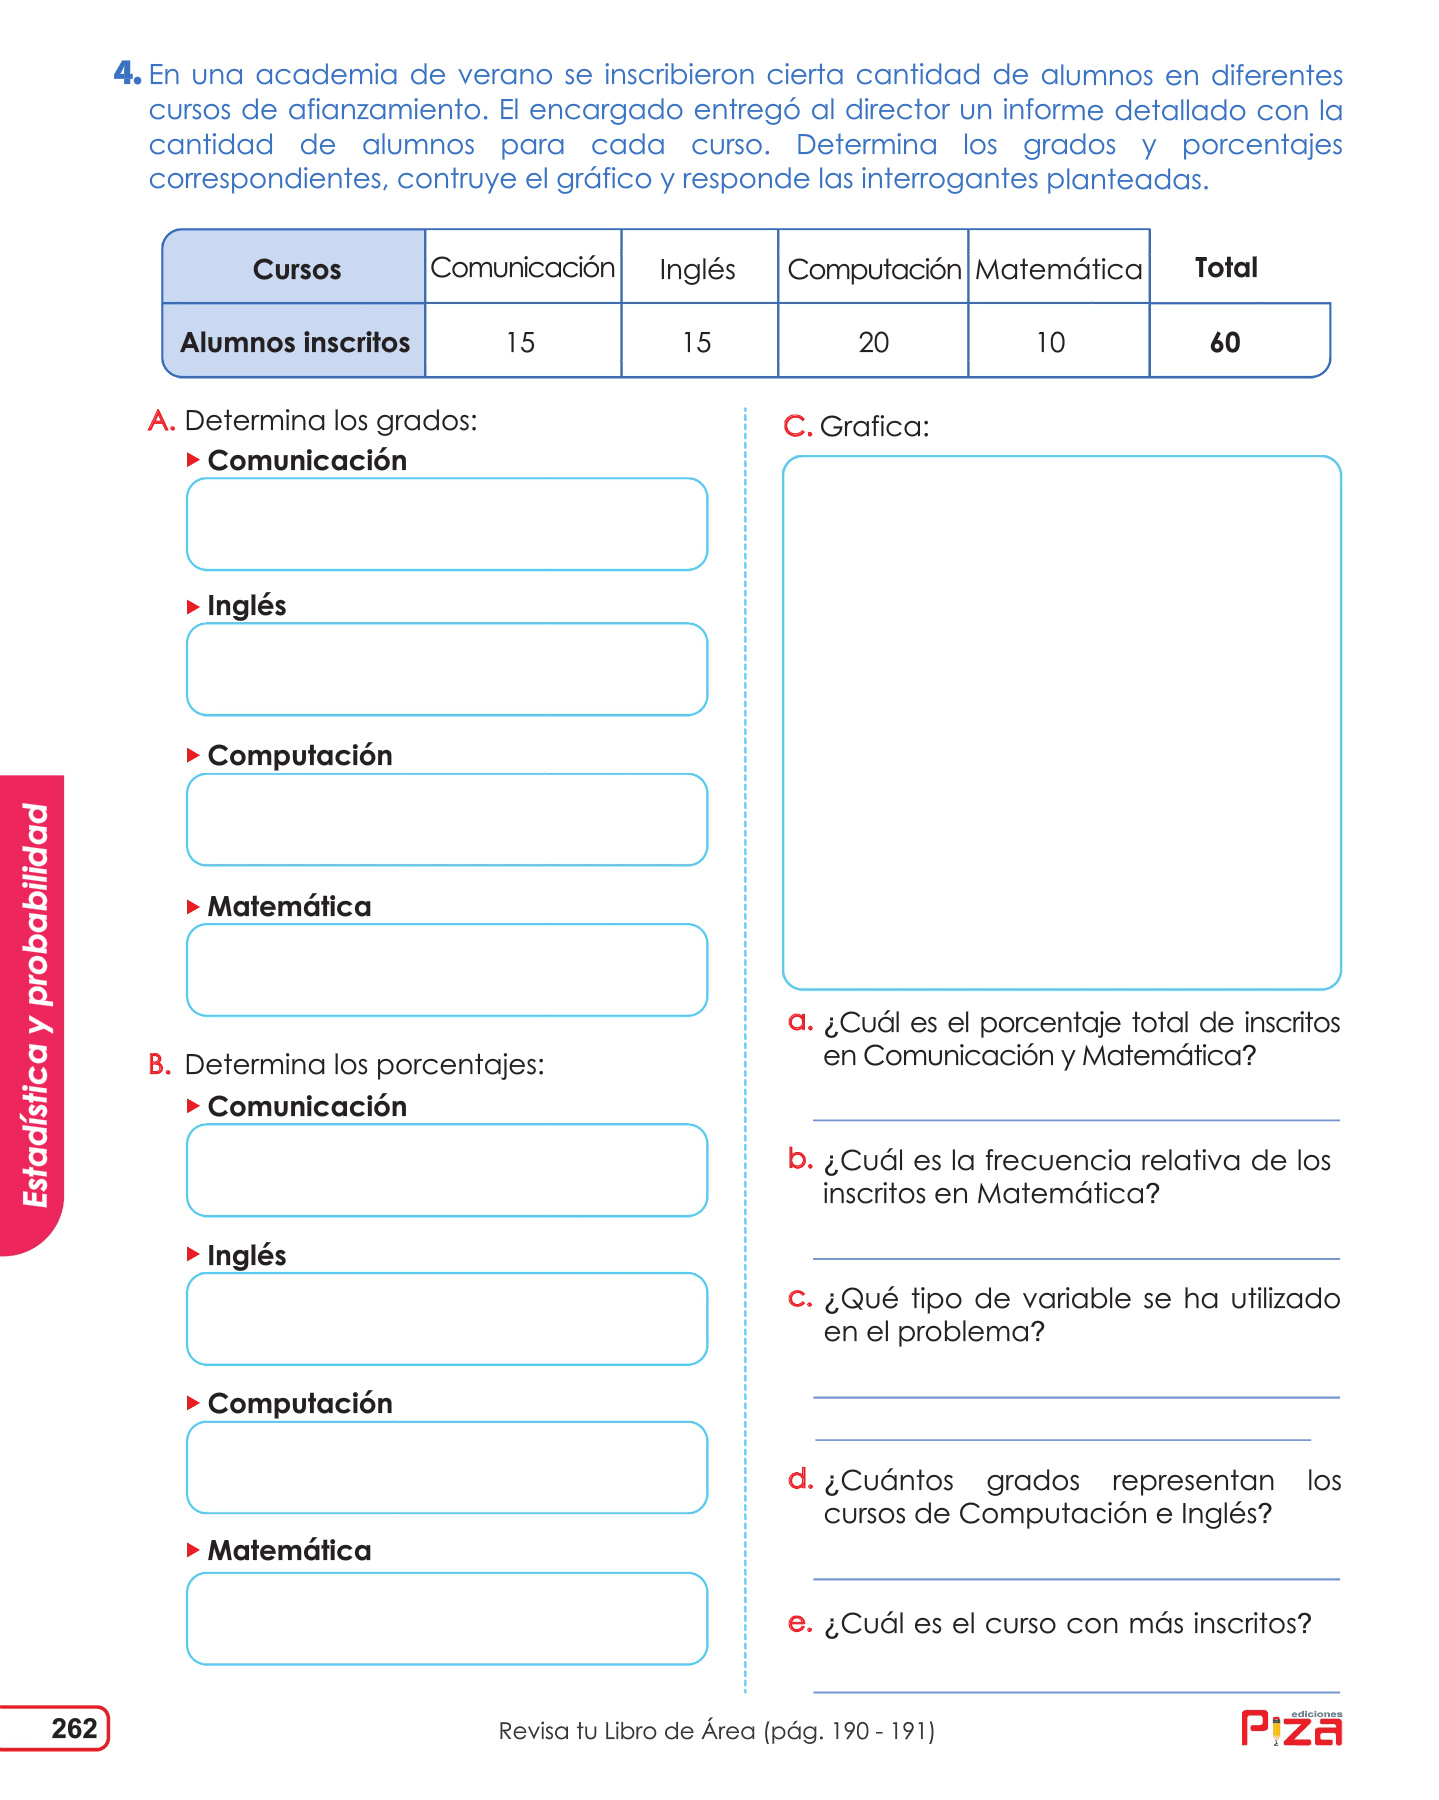 4. En una academia de verano se inscribieron cierta cantidad de alumnos en diferentes
cursos de afianzamiento. El encargado entregó al director un informe detallado con la
cantidad de alumnos para cada curso. Determina los grados y porcentajes
correspondientes, contruye el gráfico y responde las interrogantes planteadas.
Cursos Comunicación Inglés Computación Matemática Total
Alumnos inscritos 15 15 20 10 60
A. Determina los grados:
Comunicación
Inglés
Computación
Matemática
B. Determina los porcentajes:
Comunicación
Inglés
Computación
Matemática
C. Grafica:
a. ¿Cuál es el porcentaje total de inscritos
en Comunicación y Matemática?
b. ¿Cuál es la frecuencia relativa de los
inscritos en Matemática?
c. ¿Qué tipo de variable se ha utilizado
en el problema?
d. ¿Cuántos grados representan los
cursos de Computación e Inglés?
e. ¿Cuál es el curso con más inscritos?
Estadística y probabilidad
262
Revisa tu Libro de Área (pág. 190 - 191)
ediciones
Piza